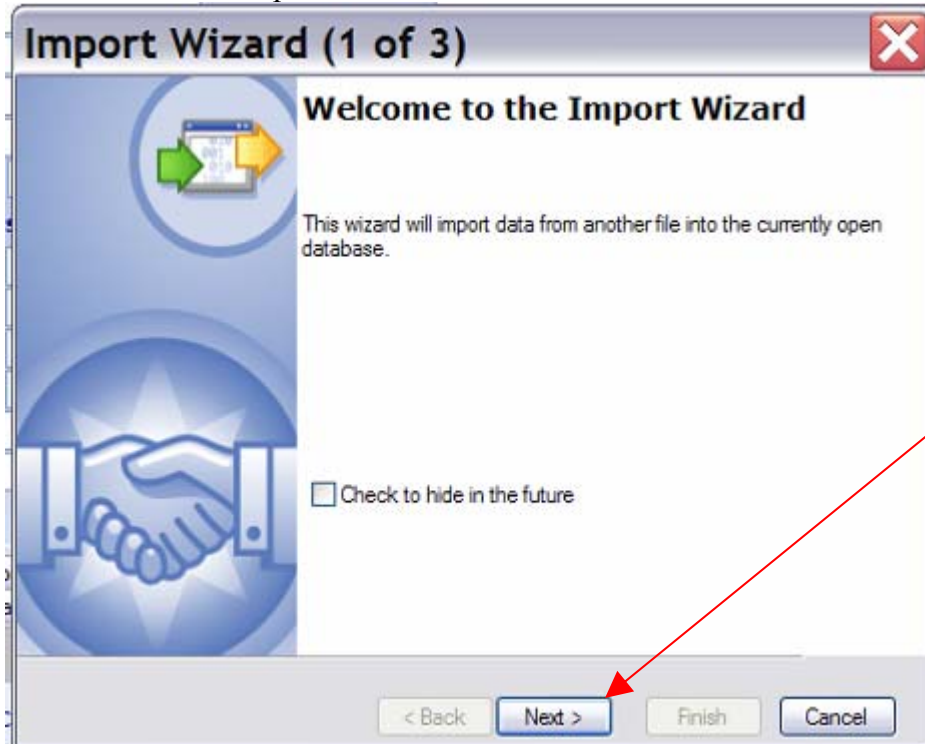 Import Wizard (1 of 3)
Welcome to the Import Wizard
This wizard will import data from another file into the currently open
database.
Check to hide in the future
< Back Next > Finish Cancel